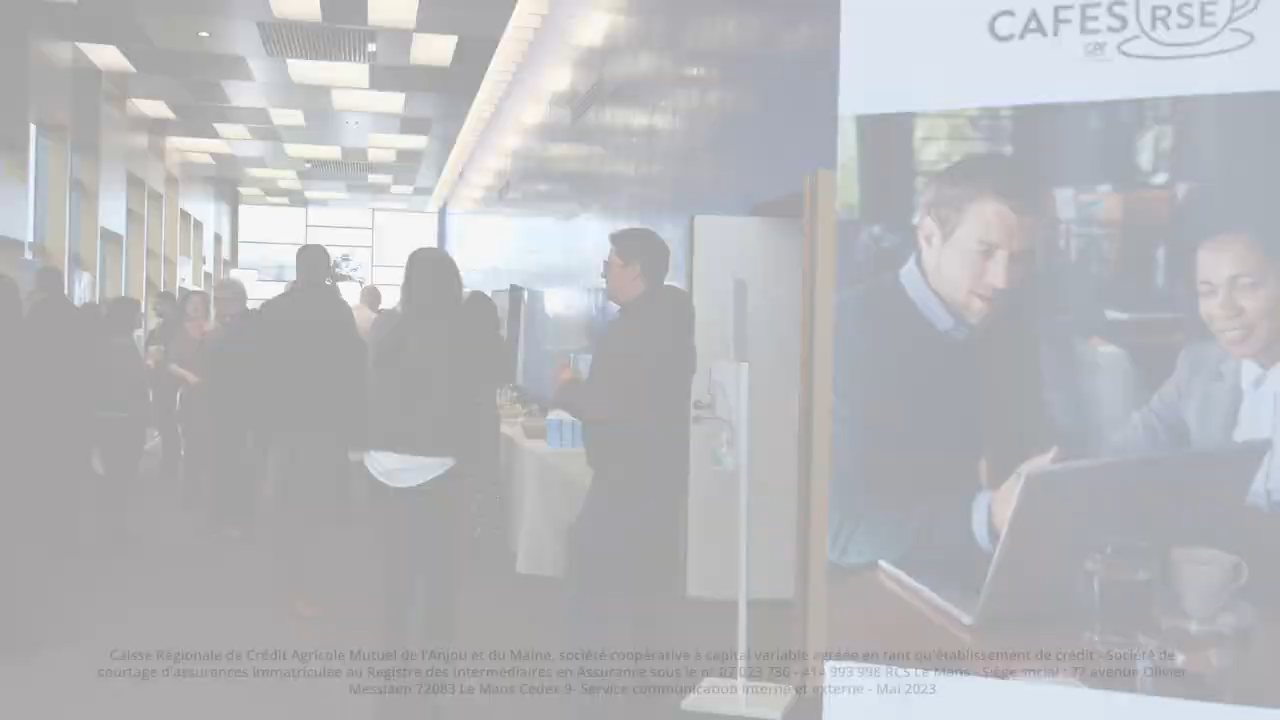 CAFES RSE
Caisse Régionale de Crédit Agricole Mutuel de l'Anjou et du Maine, société coopérative à capital variable agréée en tant qu'établissement de crédit - Société de
courtage d'assurances immatriculée au Registre des Intermédiaires en Assurance sous le n° 07 023 736 - 414 993 998 RCS Le Mans - Siège social : 77 avenue Olivier
Messiaen 72083 Le Mans Cedex 9- Service communication interne et externe - Mai 2023